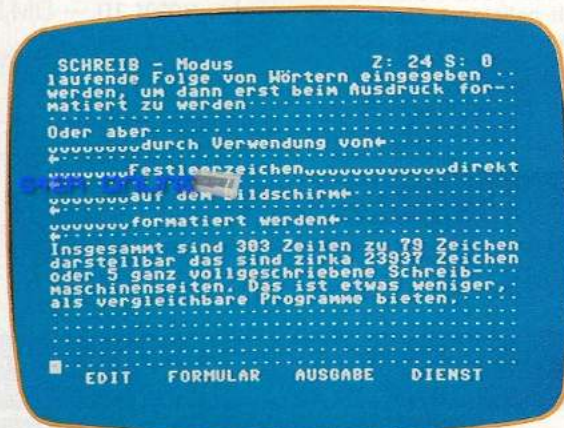 SCHREIB - Modus Z: 24 S: 0
laufende Folge von Wörtern eingegeben
werden, um dann erst beim Ausdruck for-
matiert zu werden
Oder aber
durch Verwendung von←
←
Festleerzeichen direkt
←
auf dem Bildschirm←
←
formatiert werden←
←
Insgesammt sind 303 Zeilen zu 79 Zeichen
darstellbar das sind zirka 23937 Zeichen
oder 5 ganz vollgeschriebene Schreib-
maschinenseiten. Das ist etwas weniger,
als vergleichbare Programme bieten.
EDIT FORMULAR AUSGABE DIENST